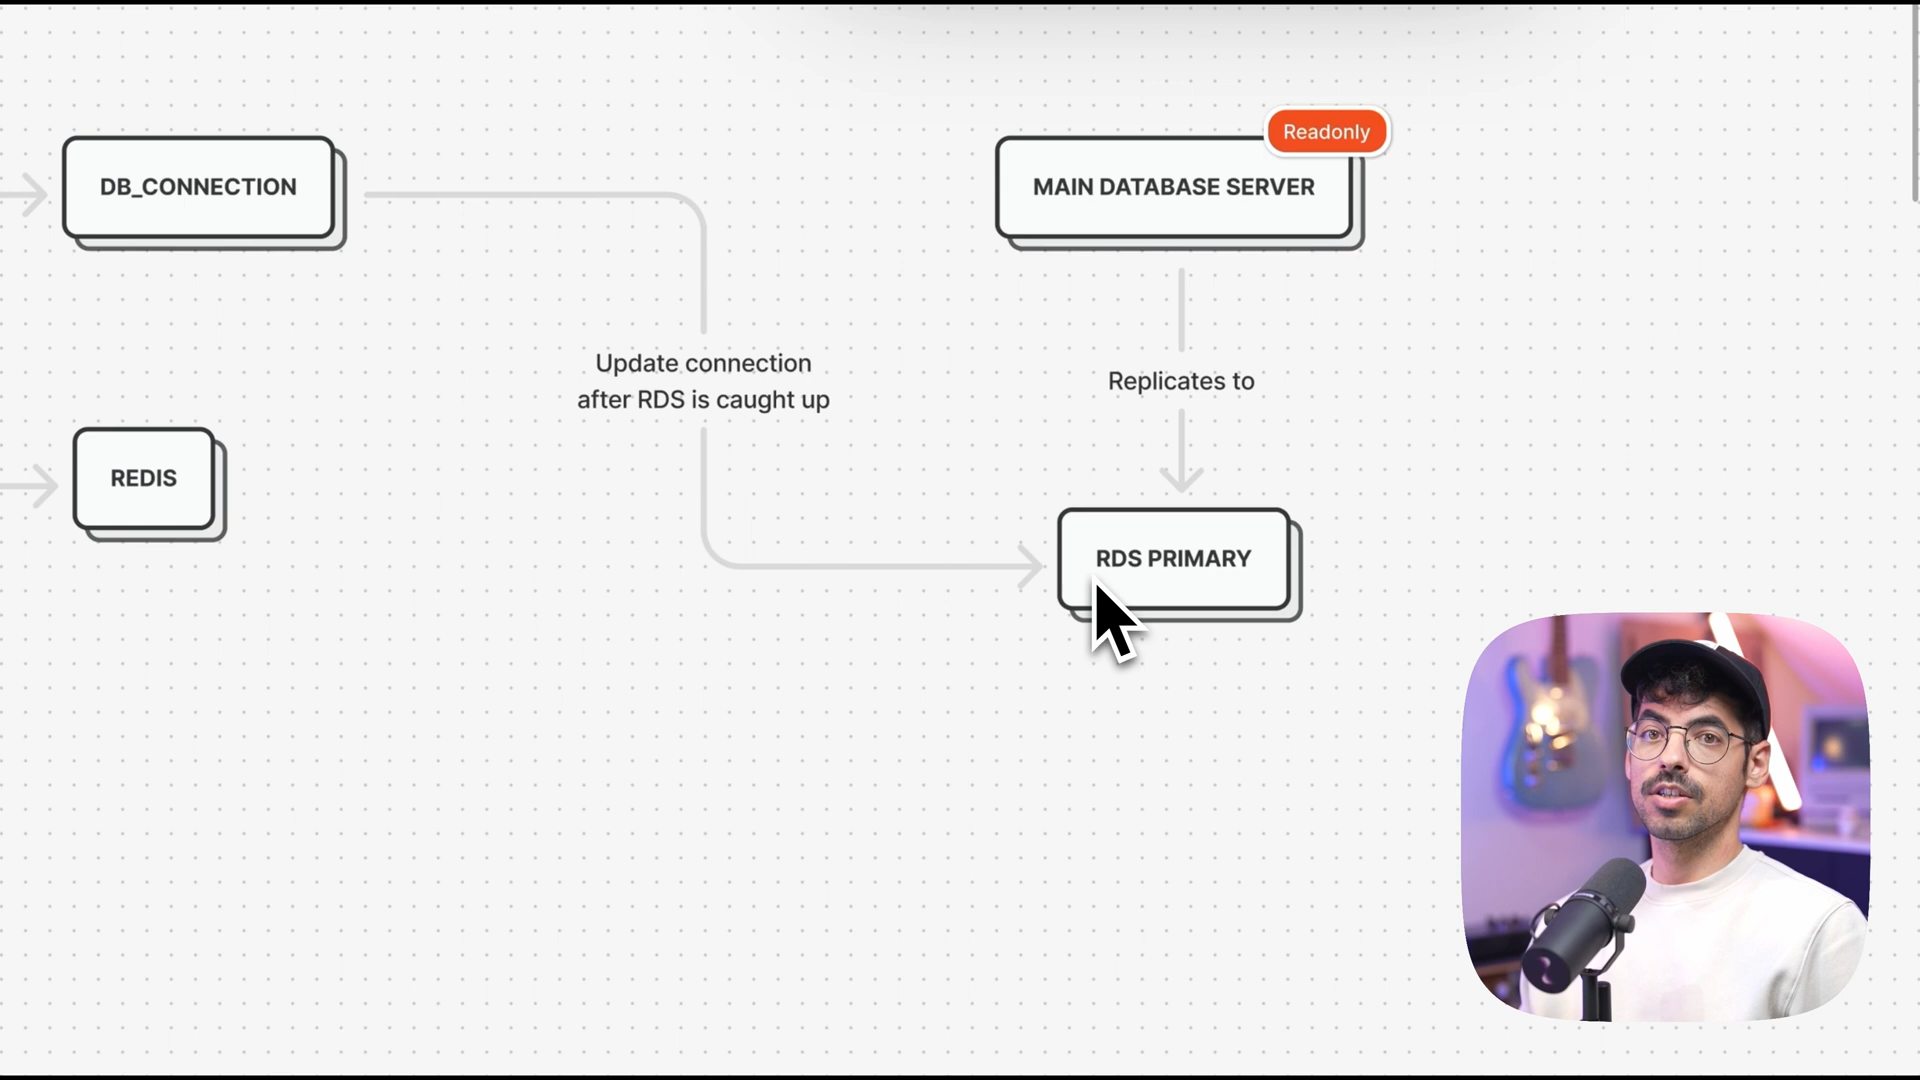 Readonly
DB_CONNECTION
MAIN DATABASE SERVER
Update connection
after RDS is caught up
Replicates to
REDIS
RDS PRIMARY